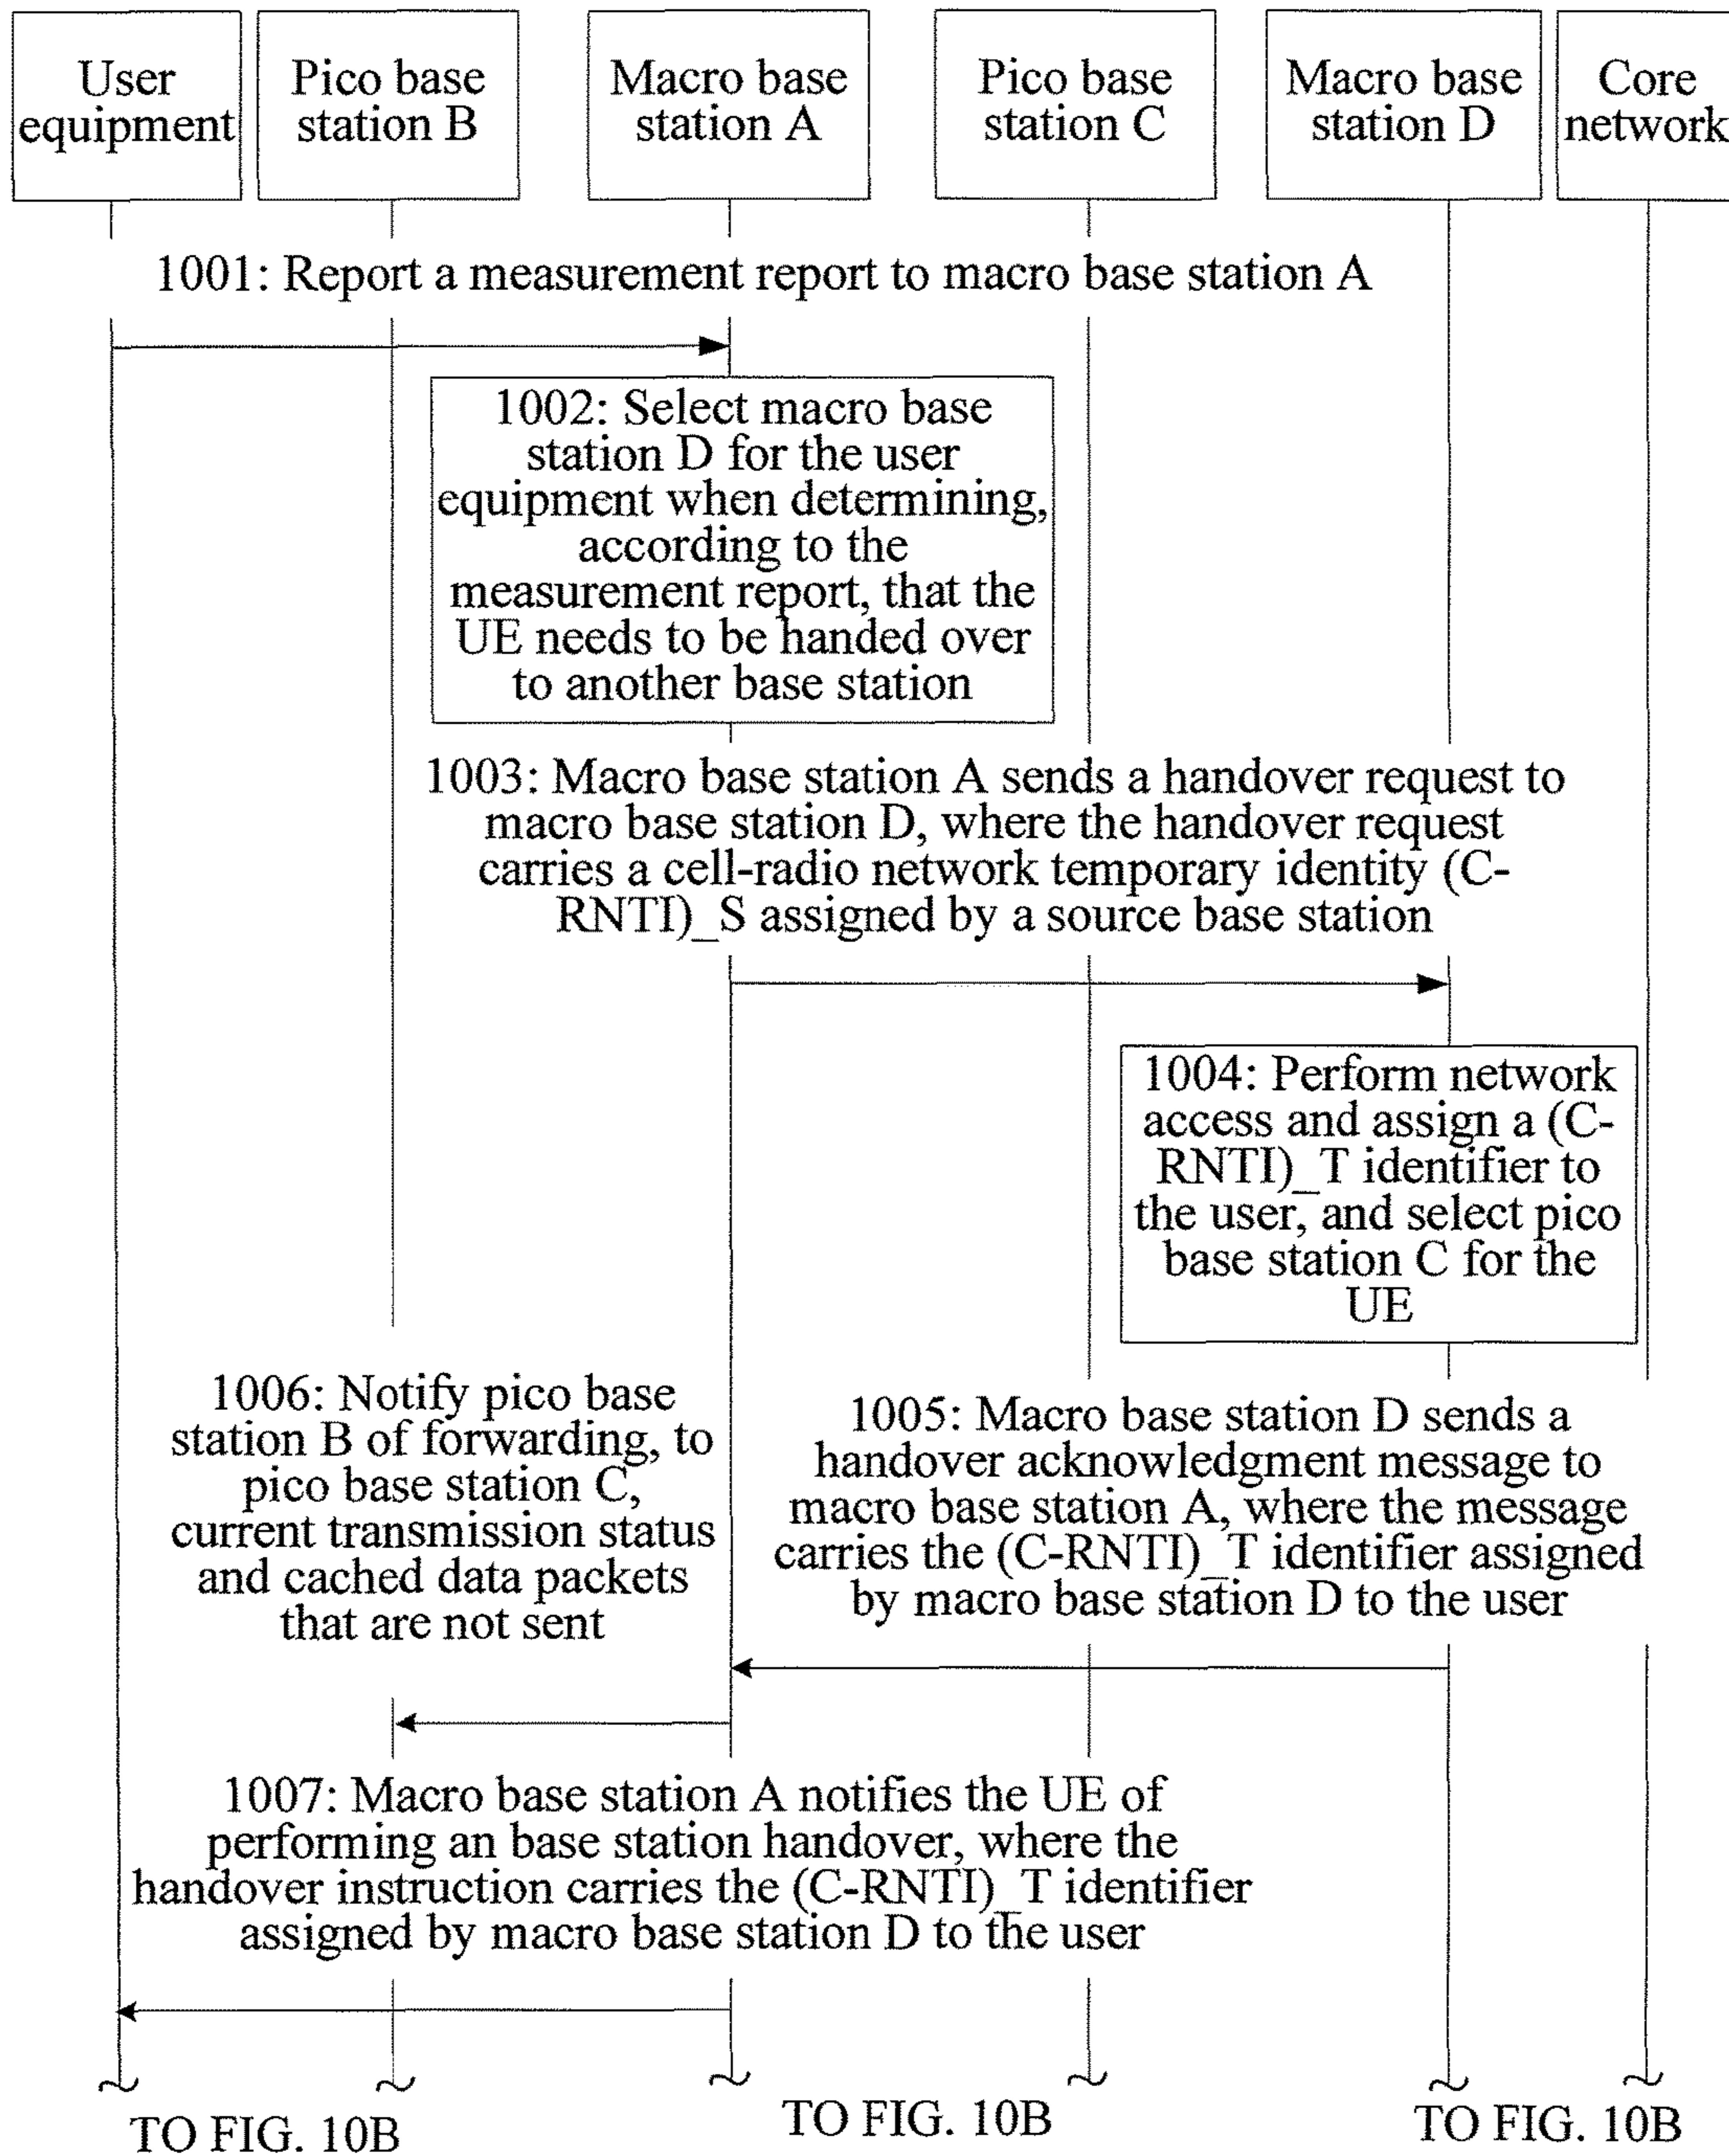 User
equipment
Pico base
station B
Macro base
station A
Pico base
station C
Macro base
station D
Core
network
1001: Report a measurement report to macro base station A
1002: Select macro base
station D for the user
equipment when determining,
according to the
measurement report, that the
UE needs to be handed over
to another base station
1003: Macro base station A sends a handover request to
macro base station D, where the handover request
carries a cell-radio network temporary identity (C-
RNTI)_S assigned by a source base station
1004: Perform network
access and assign a (C-
RNTI)_T identifier to
the user, and select pico
base station C for the
UE
1006: Notify pico base
station B of forwarding, to
pico base station C,
current transmission status
and cached data packets
that are not sent
1005: Macro base station D sends a
handover acknowledgment message to
macro base station A, where the message
carries the (C-RNTI)_T identifier assigned
by macro base station D to the user
1007: Macro base station A notifies the UE of
performing an base station handover, where the
handover instruction carries the (C-RNTI)_T identifier
assigned by macro base station D to the user
TO FIG. 10B
TO FIG. 10B
TO FIG. 10B